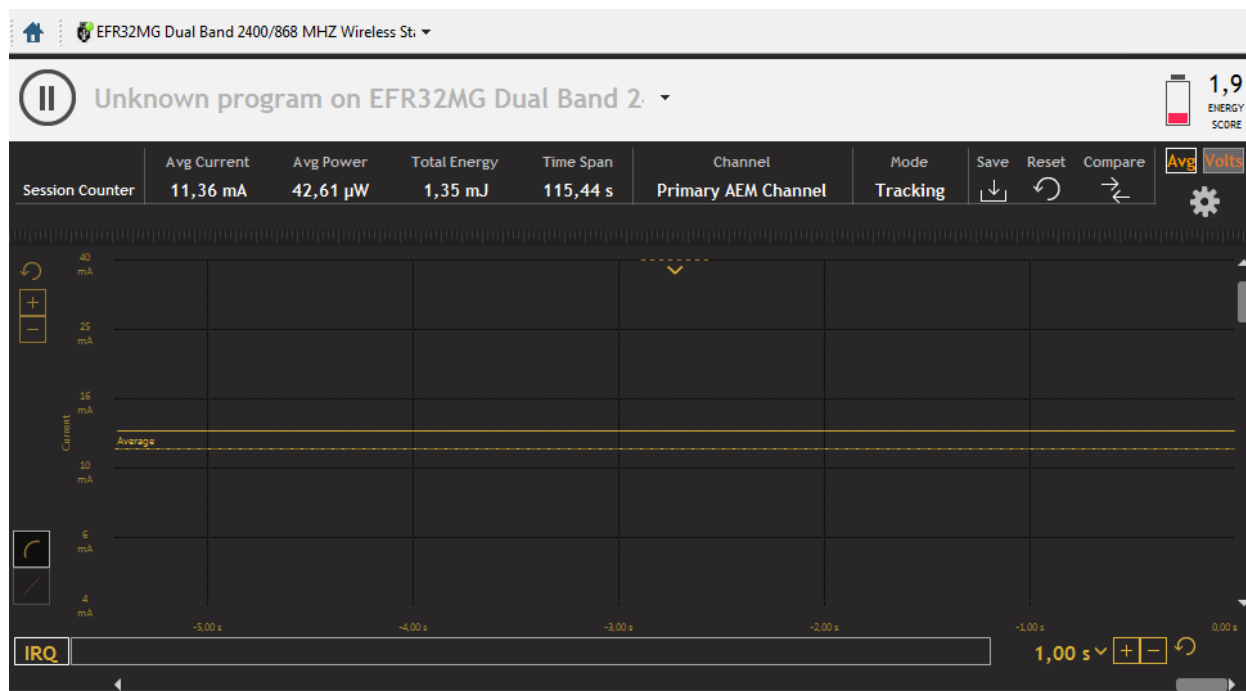 EFR32MG Dual Band 2400/868 MHZ Wireless St
Unknown program on EFR32MG Dual Band 2
1,9
ENERGY
SCORE
Avg Current Avg Power Total Energy Time Span Channel Mode Save Reset Compare Avg Volts
Session Counter 11,36 mA 42,61 µW 1,35 mJ 115,44 s Primary AEM Channel Tracking
40
mA
25
mA
16
mA
Current
Average
10
mA
6
mA
4
mA
-5,00 s -4,00 s -3,00 s -2,00 s -1,00 s 0,00 s
IRQ 1,00 s